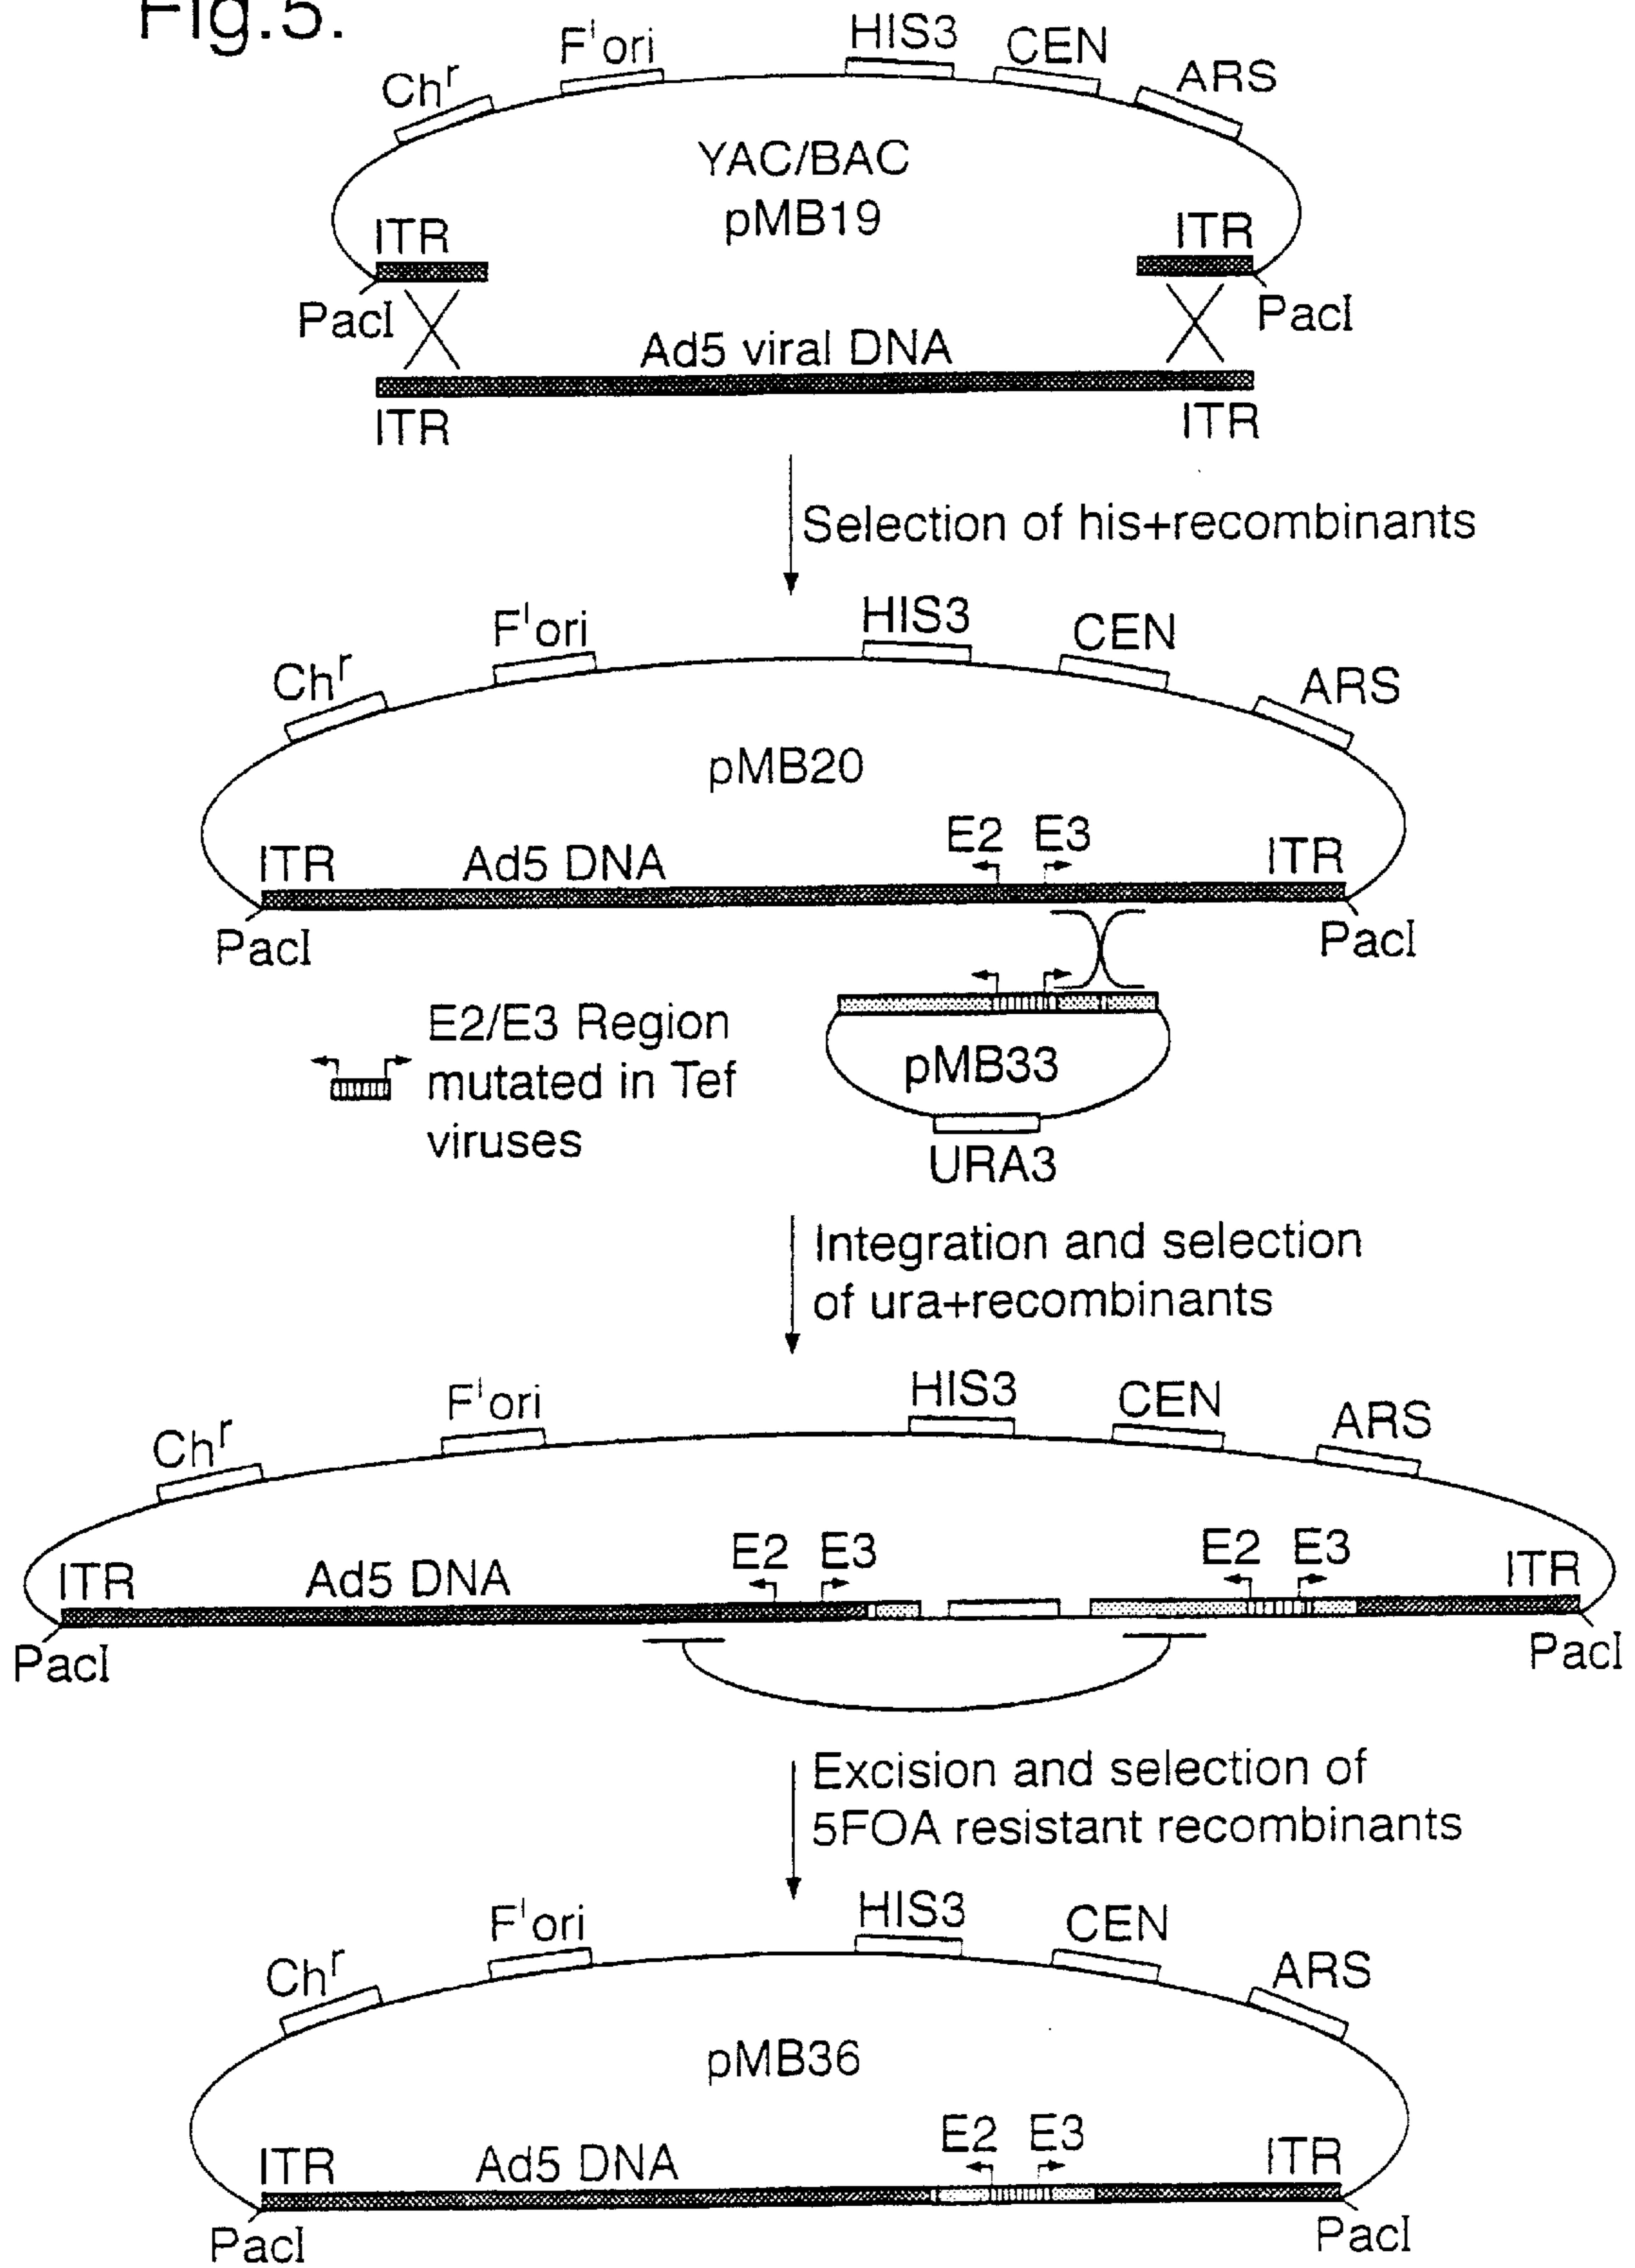 Fig.5.
Chʳ
F'ori
HIS3
CEN
ARS
YAC/BAC
pMB19
ITR
ITR
PacI
PacI
Ad5 viral DNA
ITR
ITR
Selection of his+recombinants
Chʳ
F'ori
HIS3
CEN
ARS
pMB20
E2
E3
ITR
Ad5 DNA
ITR
PacI
PacI
E2/E3 Region
mutated in Tef
viruses
pMB33
URA3
Integration and selection
of ura+recombinants
Chʳ
F'ori
HIS3
CEN
ARS
E2
E3
E2
E3
ITR
Ad5 DNA
ITR
PacI
PacI
Excision and selection of
5FOA resistant recombinants
Chʳ
F'ori
HIS3
CEN
ARS
pMB36
E2
E3
ITR
Ad5 DNA
ITR
PacI
PacI